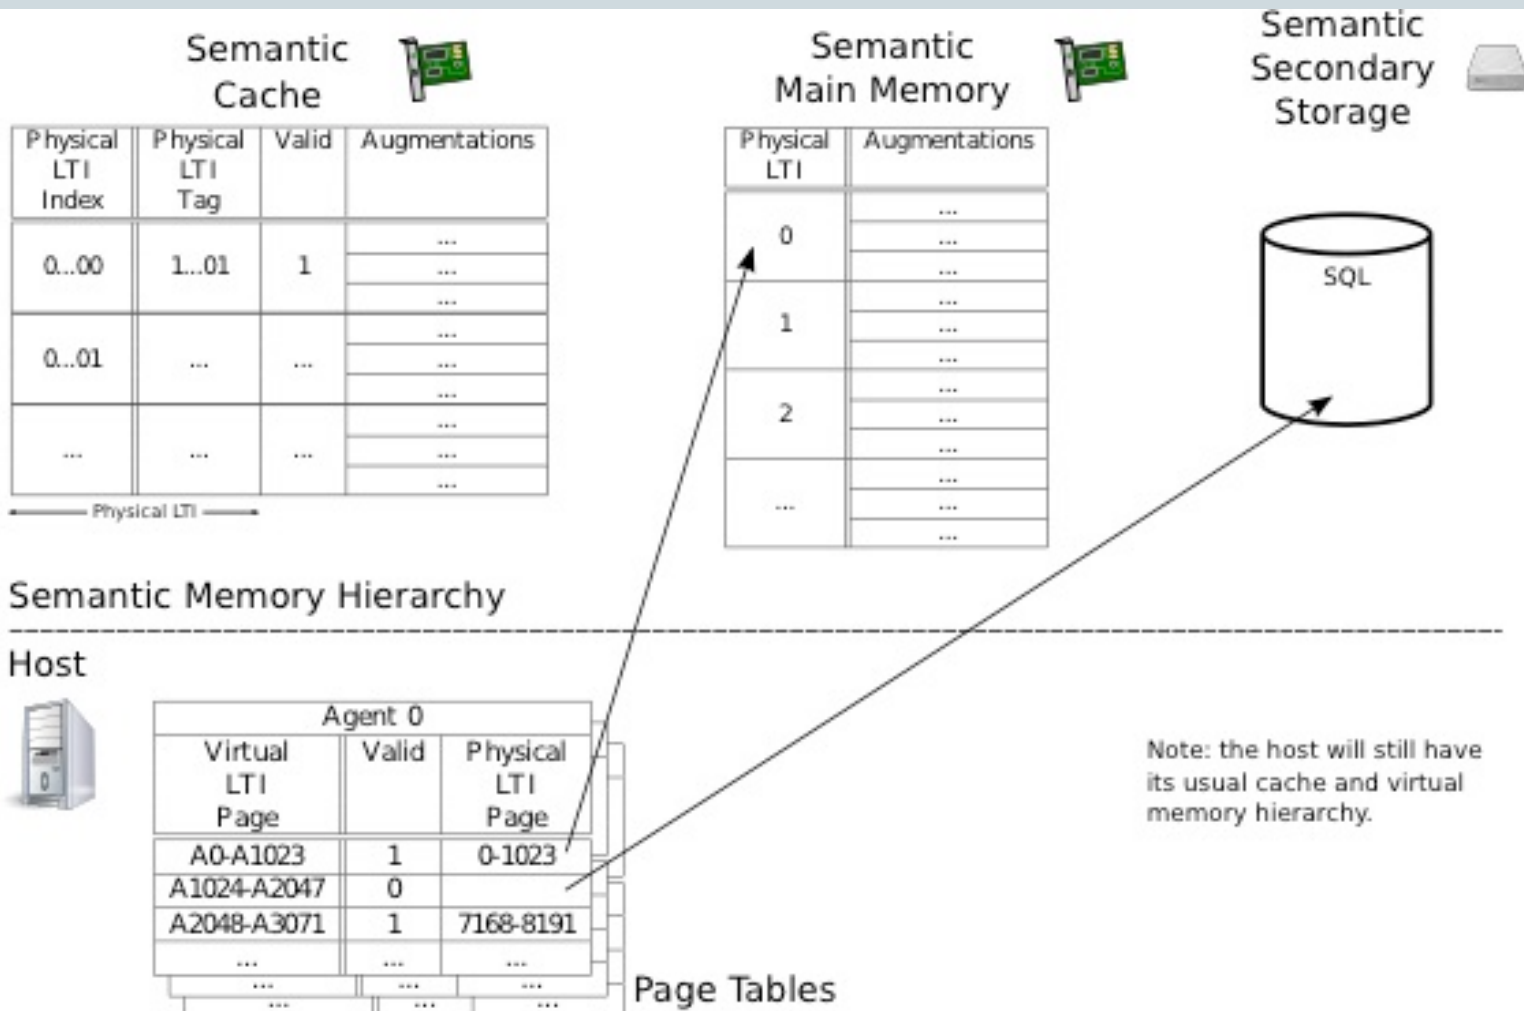 Semantic
Cache
Physical LTI Index | Physical LTI Tag | Valid | Augmentations
0...00 | 1...01 | 1 | ...
...
...
0...01 | ... | ... | ...
...
...
... | ... | ... | ...
...
...
Physical LTI
Semantic
Main Memory
Physical LTI | Augmentations
0 | ...
...
...
1 | ...
...
...
2 | ...
...
...
... | ...
...
...
Semantic
Secondary
Storage
SQL
Semantic Memory Hierarchy
Host
Agent 0
Virtual LTI Page | Valid | Physical LTI Page
A0-A1023 | 1 | 0-1023
A1024-A2047 | 0
A2048-A3071 | 1 | 7168-8191
... | ... | ...
... | ... | ...
... | ... | ...
Page Tables
Note: the host will still have
its usual cache and virtual
memory hierarchy.